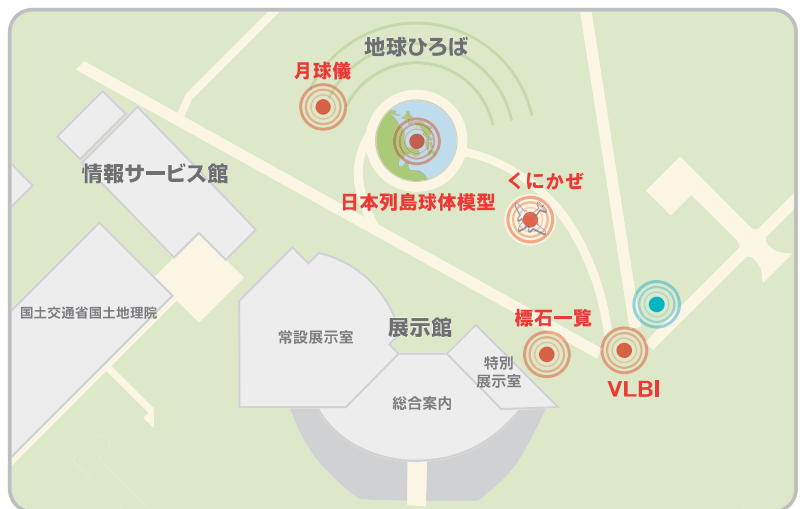 地球ひろば
月球儀
情報サービス館
くにかぜ
日本列島球体模型
国土交通省国土地理院
標石一覧
展示館
常設展示室
特別
展示室
VLBI
総合案内